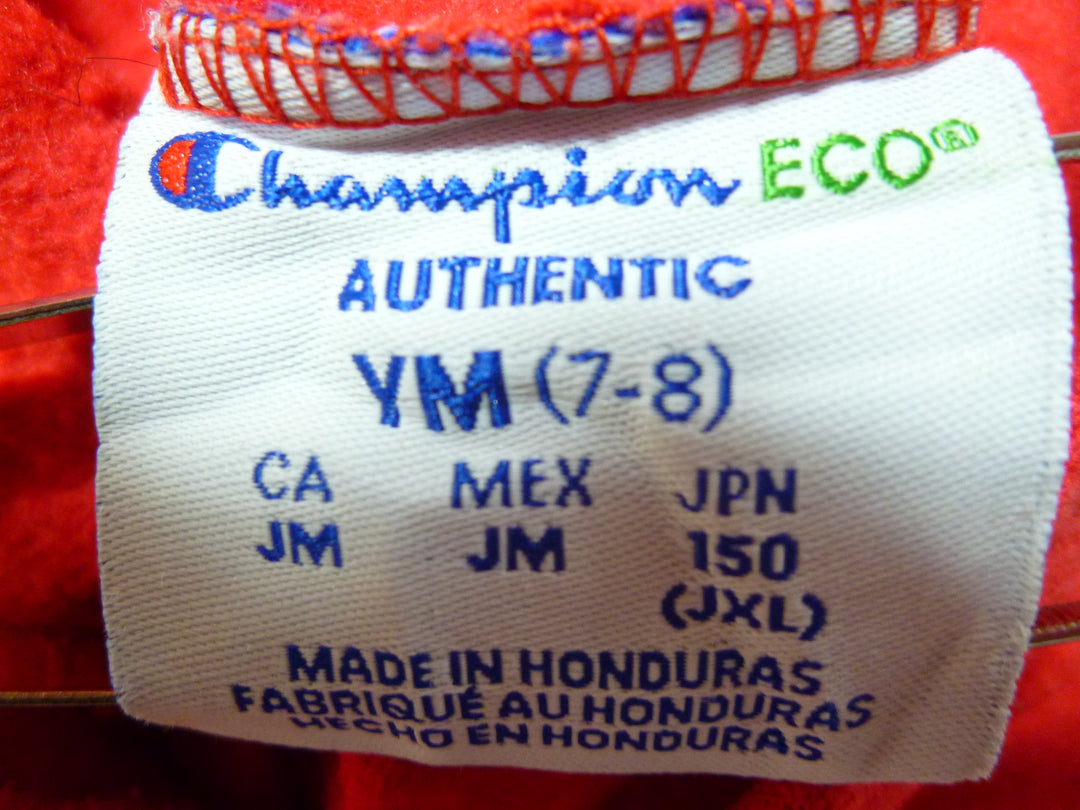 Champion ECO®
AUTHENTIC
YM (7-8)
CA MEX JPN
JM JM 150
(JXL)
MADE IN HONDURAS
FABRIQUÉ AU HONDURAS
HECHO EN HONDURAS